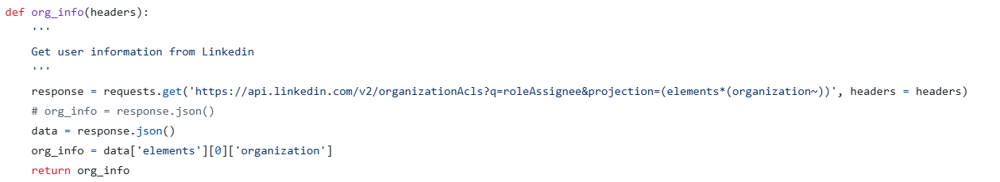 def org_info(headers):
    '''
    Get user information from Linkedin
    '''
    response = requests.get('https://api.linkedin.com/v2/organizationAcls?q=roleAssignee&projection=(elements*(organization~))', headers = headers)
    # org_info = response.json()
    data = response.json()
    org_info = data['elements'][0]['organization']
    return org_info